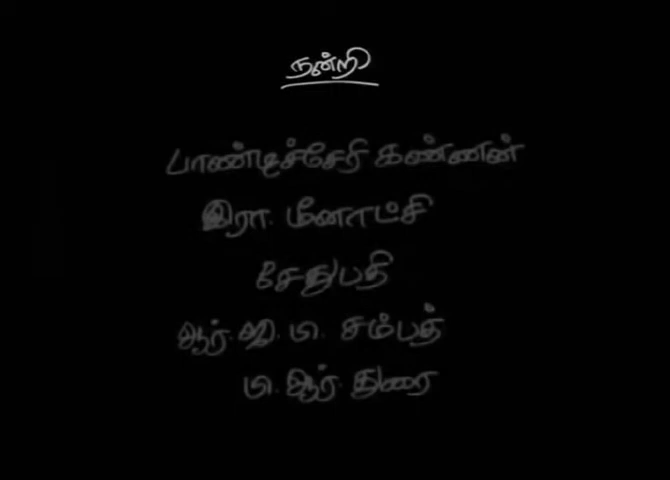 நன்றி
பாண்டிச்சேரி கண்ணன்
இரா. மீனாட்சி
சேதுபதி
ஆர். சம்பத்
ஆர். துரை